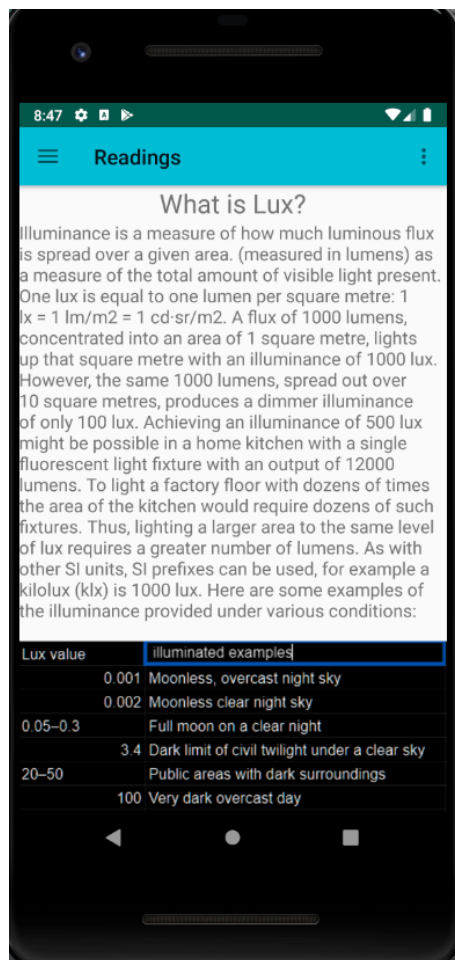 8:47
Readings
What is Lux?
Illuminance is a measure of how much luminous flux
is spread over a given area. (measured in lumens) as
a measure of the total amount of visible light present.
One lux is equal to one lumen per square metre: 1
lx = 1 lm/m2 = 1 cd·sr/m2. A flux of 1000 lumens,
concentrated into an area of 1 square metre, lights
up that square metre with an illuminance of 1000 lux.
However, the same 1000 lumens, spread out over
10 square metres, produces a dimmer illuminance
of only 100 lux. Achieving an illuminance of 500 lux
might be possible in a home kitchen with a single
fluorescent light fixture with an output of 12000
lumens. To light a factory floor with dozens of times
the area of the kitchen would require dozens of such
fixtures. Thus, lighting a larger area to the same level
of lux requires a greater number of lumens. As with
other SI units, SI prefixes can be used, for example a
kilolux (klx) is 1000 lux. Here are some examples of
the illuminance provided under various conditions:
Lux value illuminated examples
0.001 Moonless, overcast night sky
0.002 Moonless clear night sky
0.05–0.3 Full moon on a clear night
3.4 Dark limit of civil twilight under a clear sky
20–50 Public areas with dark surroundings
100 Very dark overcast day